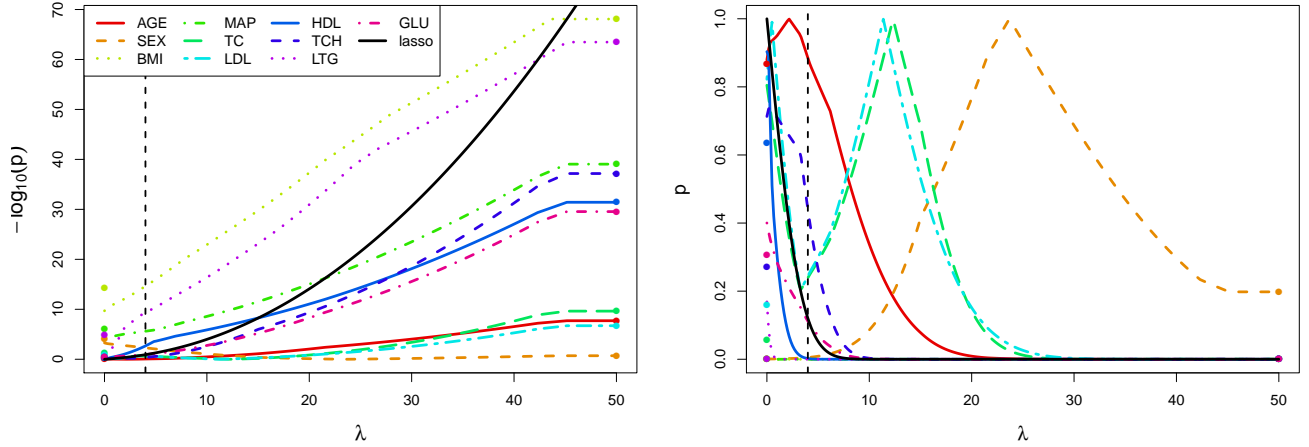 AGE MAP HDL GLU
SEX TC TCH lasso
BMI LDL LTG
−log10(p)
70
60
50
40
30
20
10
0
0 10 20 30 40 50
λ
p
1.0
0.8
0.6
0.4
0.2
0.0
0 10 20 30 40 50
λ